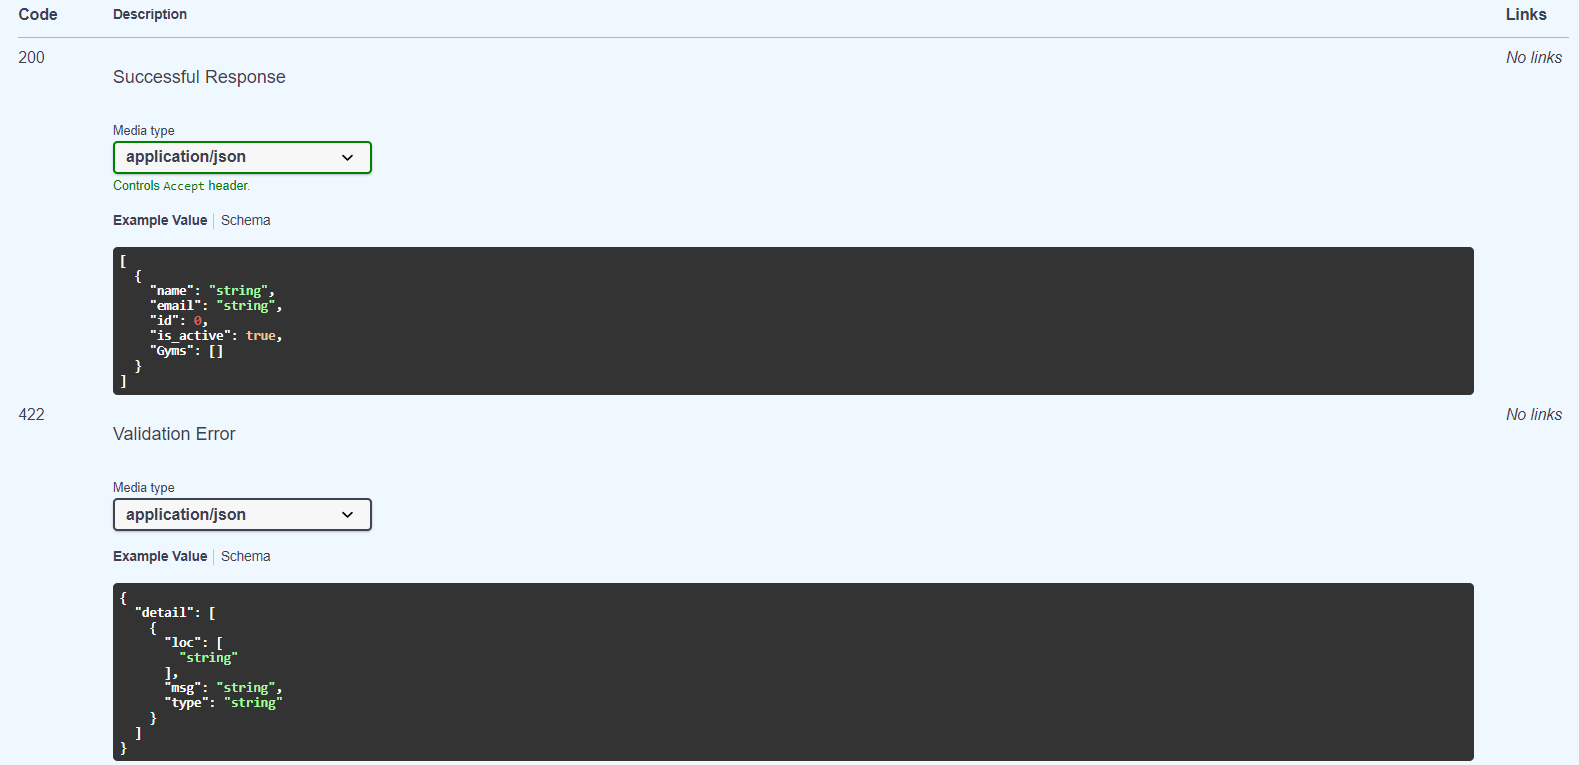 Code Description Links
200 No links
Successful Response
Media type
application/json
Controls Accept header.
Example Value Schema
[
{
"name": "string",
"email": "string",
"id": 0,
"is_active": true,
"Gyms": []
}
]
422 No links
Validation Error
Media type
application/json
Example Value Schema
{
"detail": [
{
"loc": [
"string"
],
"msg": "string",
"type": "string"
}
]
}